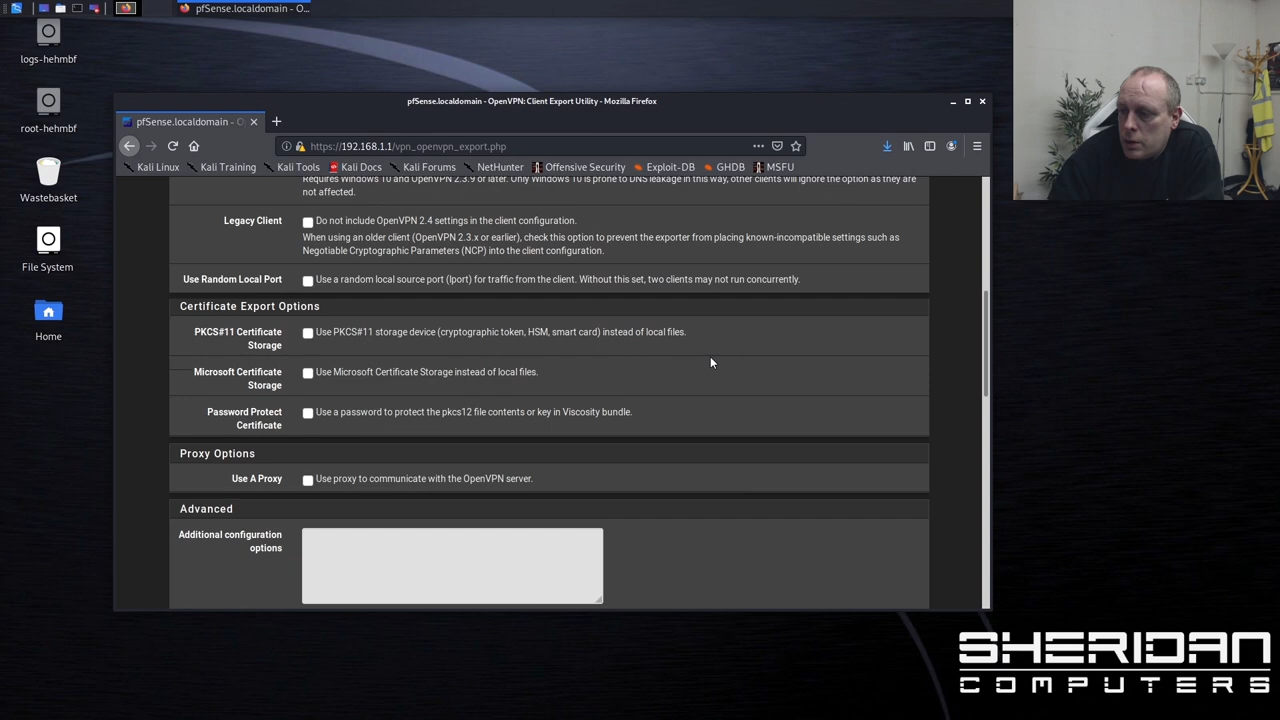 pfSense.localdomain - O...
logs-hehmbf
root-hehmbf
Wastebasket
File System
Home
pfSense.localdomain - OpenVPN: Client Export Utility - Mozilla Firefox
pfSense.localdomain - O
https://192.168.1.1/vpn_openvpn_export.php
Kali Linux Kali Training Kali Tools Kali Docs Kali Forums NetHunter Offensive Security Exploit-DB GHDB MSFU
Requires Windows 10 and OpenVPN 2.3.9 or later. Only Windows 10 is prone to DNS leakage in this way, other clients will ignore the option as they are
not affected.
Legacy Client Do not include OpenVPN 2.4 settings in the client configuration.
When using an older client (OpenVPN 2.3.x or earlier), check this option to prevent the exporter from placing known-incompatible settings such as
Negotiable Cryptographic Parameters (NCP) into the client configuration.
Use Random Local Port Use a random local source port (lport) for traffic from the client. Without this set, two clients may not run concurrently.
Certificate Export Options
PKCS#11 Certificate Use PKCS#11 storage device (cryptographic token, HSM, smart card) instead of local files.
Storage
Microsoft Certificate Use Microsoft Certificate Storage instead of local files.
Storage
Password Protect Use a password to protect the pkcs12 file contents or key in Viscosity bundle.
Certificate
Proxy Options
Use A Proxy Use proxy to communicate with the OpenVPN server.
Advanced
Additional configuration
options
SHERIDAN
COMPUTERS